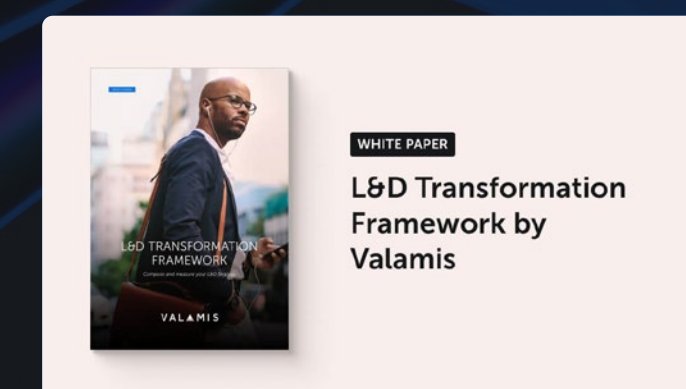 L&D TRANSFORMATION
FRAMEWORK
VALAMIS
WHITE PAPER
L&D Transformation
Framework by
Valamis